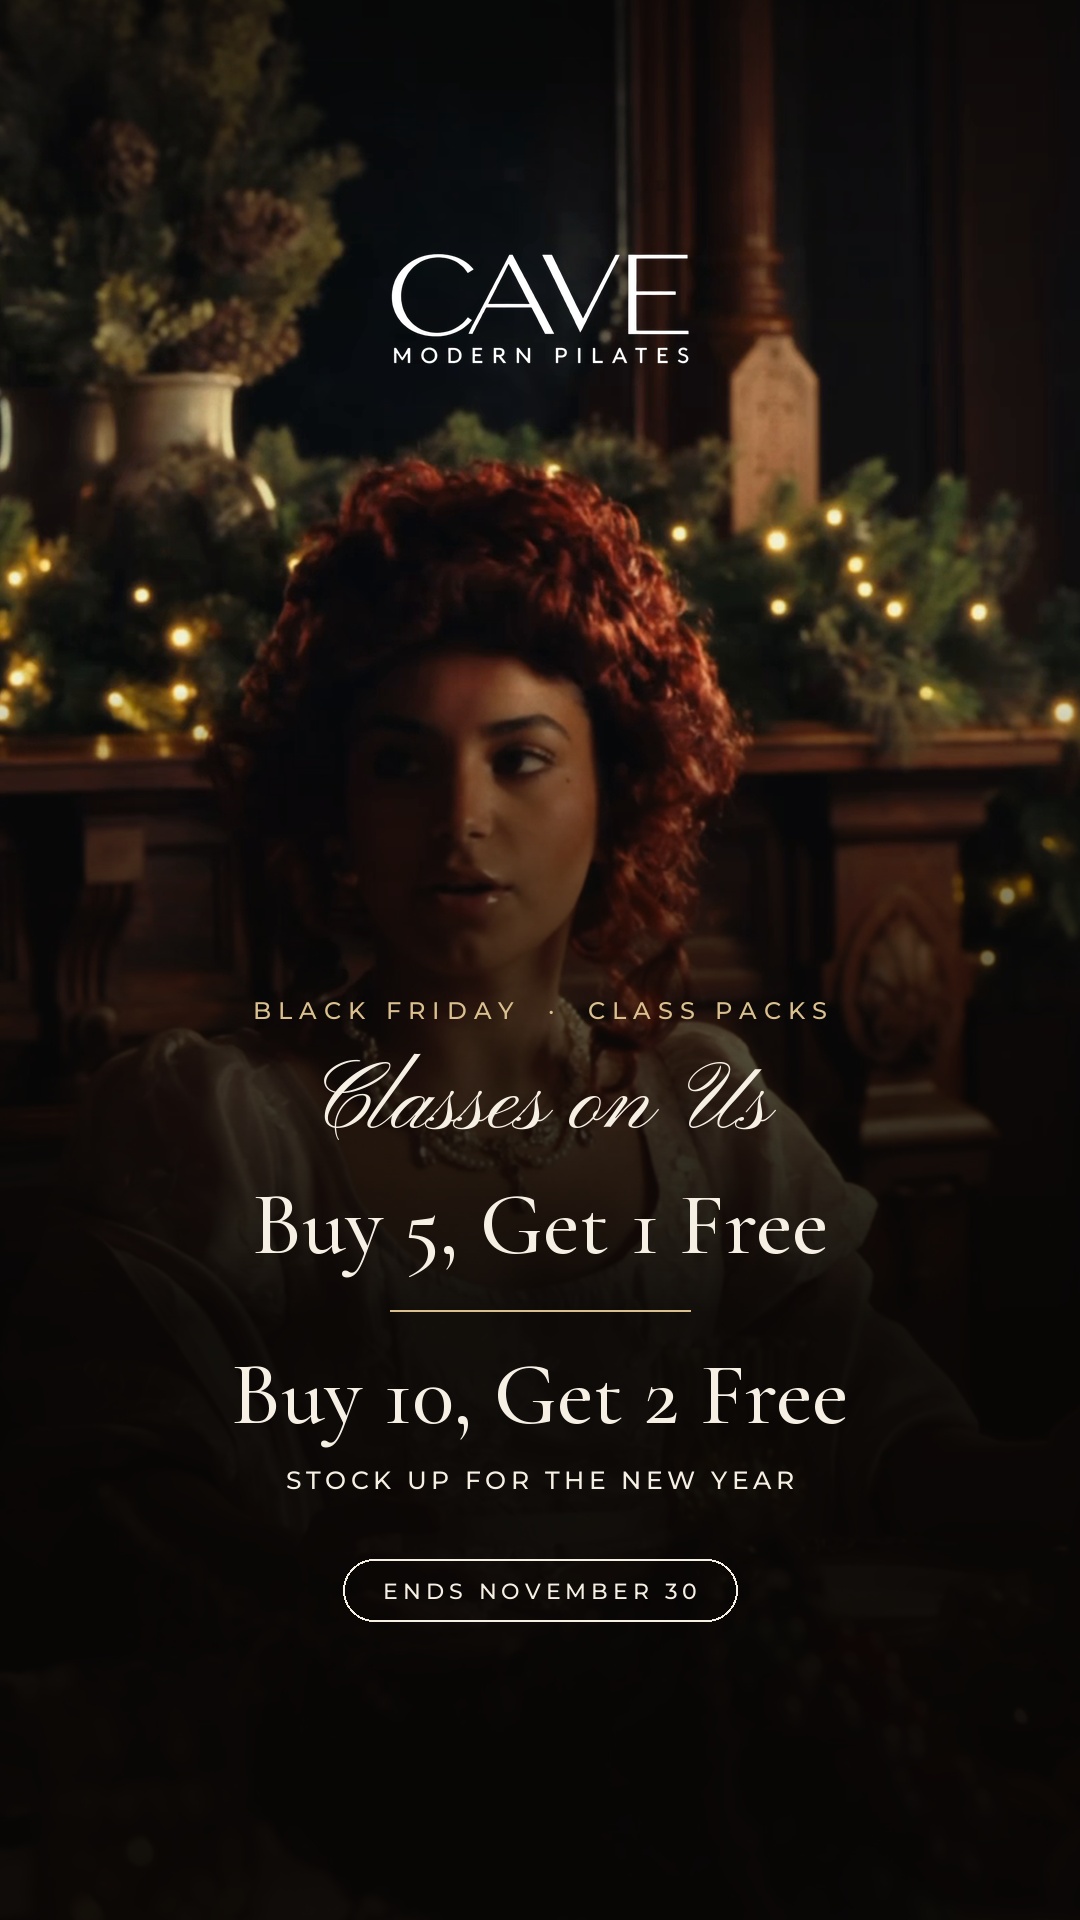 CAVE
MODERN PILATES
BLACK FRIDAY · CLASS PACKS
Classes on Us
Buy 5, Get 1 Free
Buy 10, Get 2 Free
STOCK UP FOR THE NEW YEAR
ENDS NOVEMBER 30